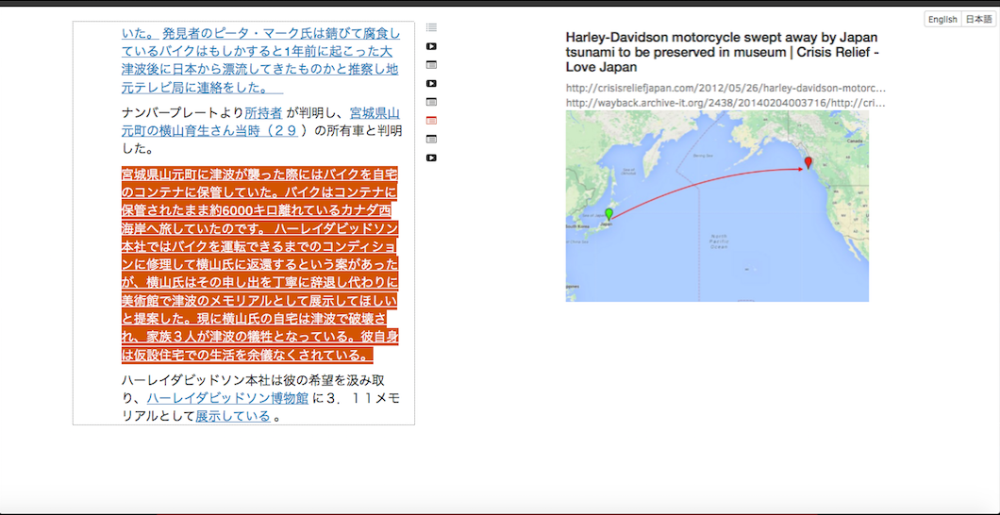 English
日本語
いた。 発見者のピータ・マーク氏は錆びて腐食し
ているバイクはもしかすると1年前に起こった大
津波後に日本から漂流してきたものかと推察し地
元テレビ局に連絡をした。
ナンバープレートより所持者 が判明し、宮城県山
元町の横山育生さん当時（２９ ）の所有車と判明
した。
宮城県山元町に津波が襲った際にはバイクを自宅
のコンテナに保管していた。バイクはコンテナに
保管されたまま約6000キロ離れているカナダ西
海岸へ旅していたのです。 ハーレイダビッドソン
本社ではバイクを運転できるまでのコンディショ
ンに修理して横山氏に返還するという案があった
が、横山氏はその申し出を丁寧に辞退し代わりに
美術館で津波のメモリアルとして展示してほしい
と提案した。現に横山氏の自宅は津波で破壊さ
れ、家族３人が津波の犠牲となっている。彼自身
は仮設住宅での生活を余儀なくされている。
ハーレイダビッドソン本社は彼の希望を汲み取
り、ハーレイダビッドソン博物館 に３．１１メモ
リアルとして展示している 。
Harley-Davidson motorcycle swept away by Japan
tsunami to be preserved in museum | Crisis Relief -
Love Japan
http://crisisreliefjapan.com/2012/05/26/harley-davidson-motorc...
http://wayback.archive-it.org/2438/20140204003716/http://cri...
Canada
Bering Sea
Japan
South Korea
North
Pacific
Ocean